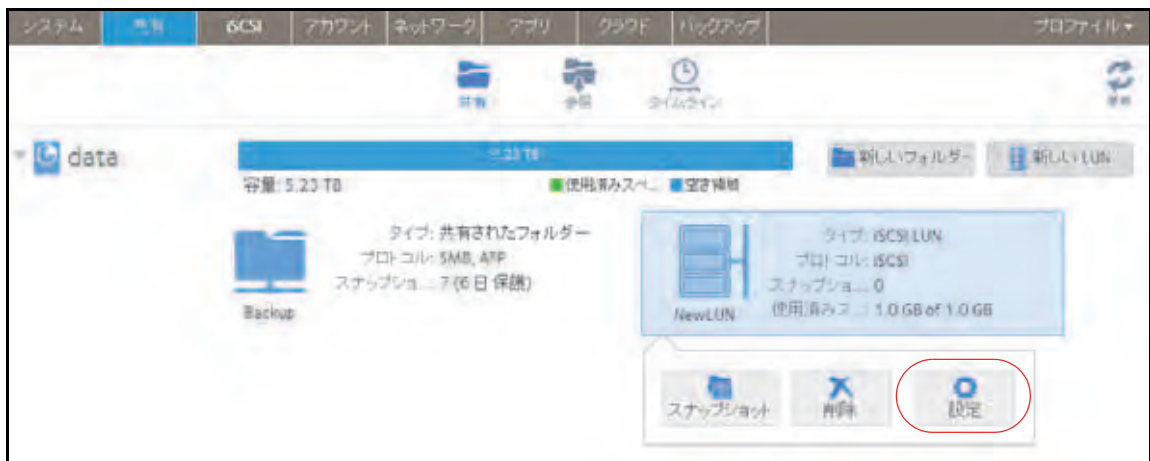 システム 共有 iSCSI アカウント ネットワーク アプリ クラウド バックアップ プロファイル
共有 参照 タイムライン 更新
data
5.23 TB
新しいフォルダー 新しい LUN
容量: 5.23 TB 使用済みスペ... 空き領域
タイプ: 共有されたフォルダー
プロトコル: SMB, AFP
スナップショ...: 7 (6 日 保護)
Backup
タイプ: iSCSI LUN
プロトコル: iSCSI
スナップショ...: 0
使用済みス...: 1.0 GB of 1.0 GB
NewLUN
スナップショット 削除 設定